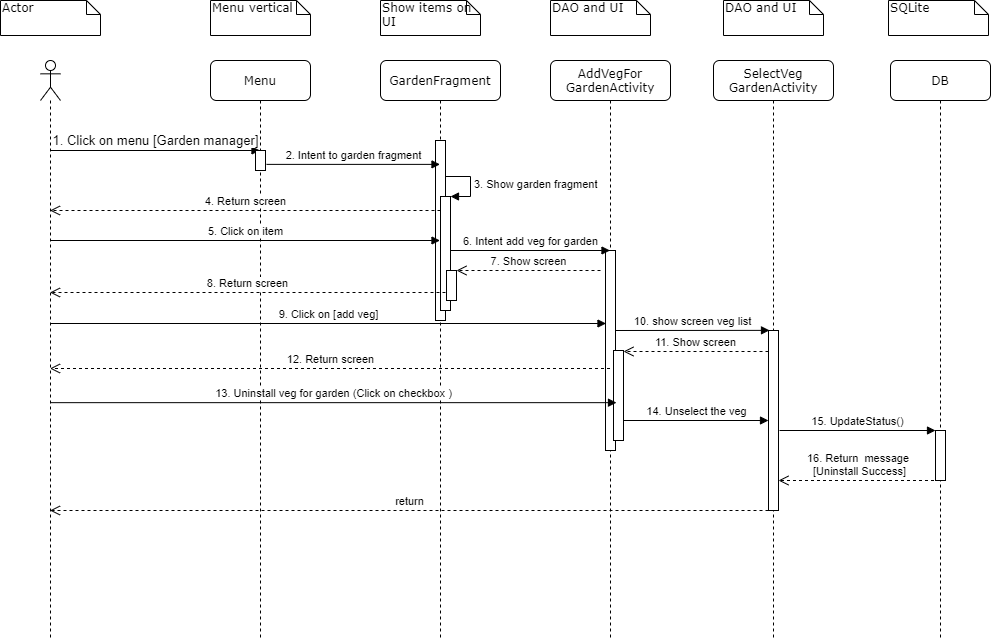 Actor
Menu vertical
Show items on
UI
DAO and UI
DAO and UI
SQLite
Menu
GardenFragment
AddVegFor
GardenActivity
SelectVeg
GardenActivity
DB
1. Click on menu [Garden manager]
2. Intent to garden fragment
3. Show garden fragment
4. Return screen
5. Click on item
6. Intent add veg for garden
7. Show screen
8. Return screen
9. Click on [add veg]
10. show screen veg list
11. Show screen
12. Return screen
13. Uninstall veg for garden (Click on checkbox )
14. Unselect the veg
15. UpdateStatus()
16. Return  message
[Uninstall Success]
return